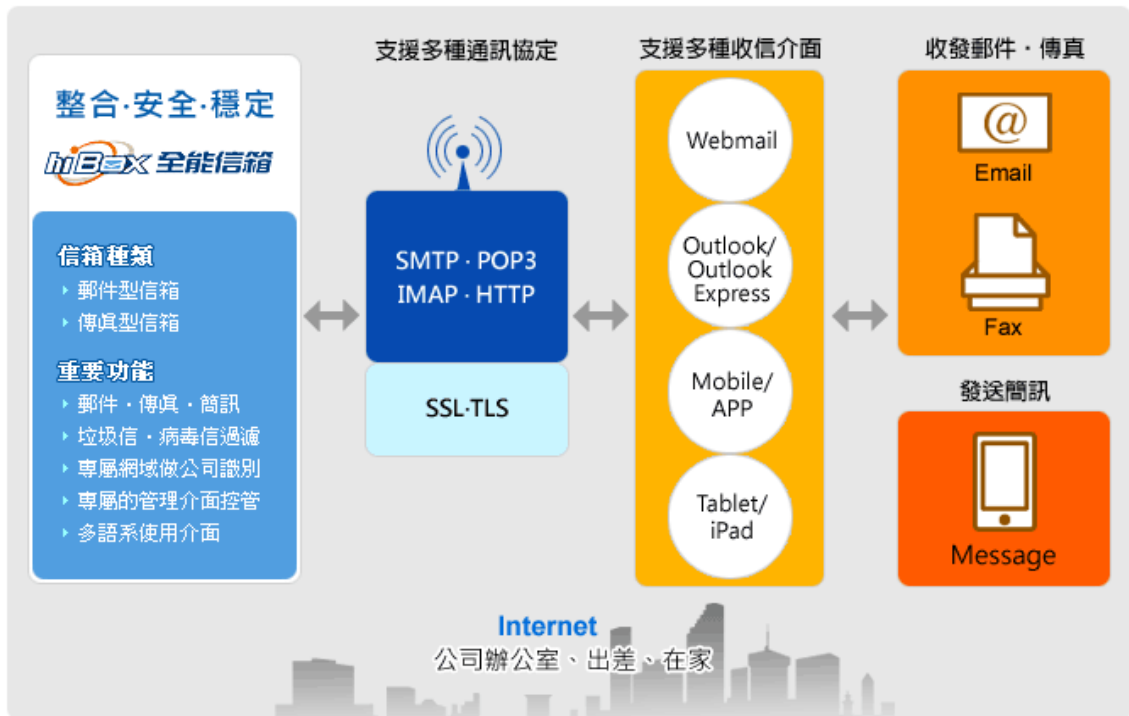 整合·安全·穩定
hiBox 全能信箱
信箱種類
郵件型信箱
傳真型信箱
重要功能
郵件·傳真·簡訊
垃圾信·病毒信過濾
專屬網域做公司識別
專屬的管理介面控管
多語系使用介面
支援多種通訊協定
SMTP · POP3
IMAP · HTTP
SSL·TLS
支援多種收信介面
Webmail
Outlook/
Outlook
Express
Mobile/
APP
Tablet/
iPad
收發郵件·傳真
@
Email
Fax
發送簡訊
Message
Internet
公司辦公室、出差、在家